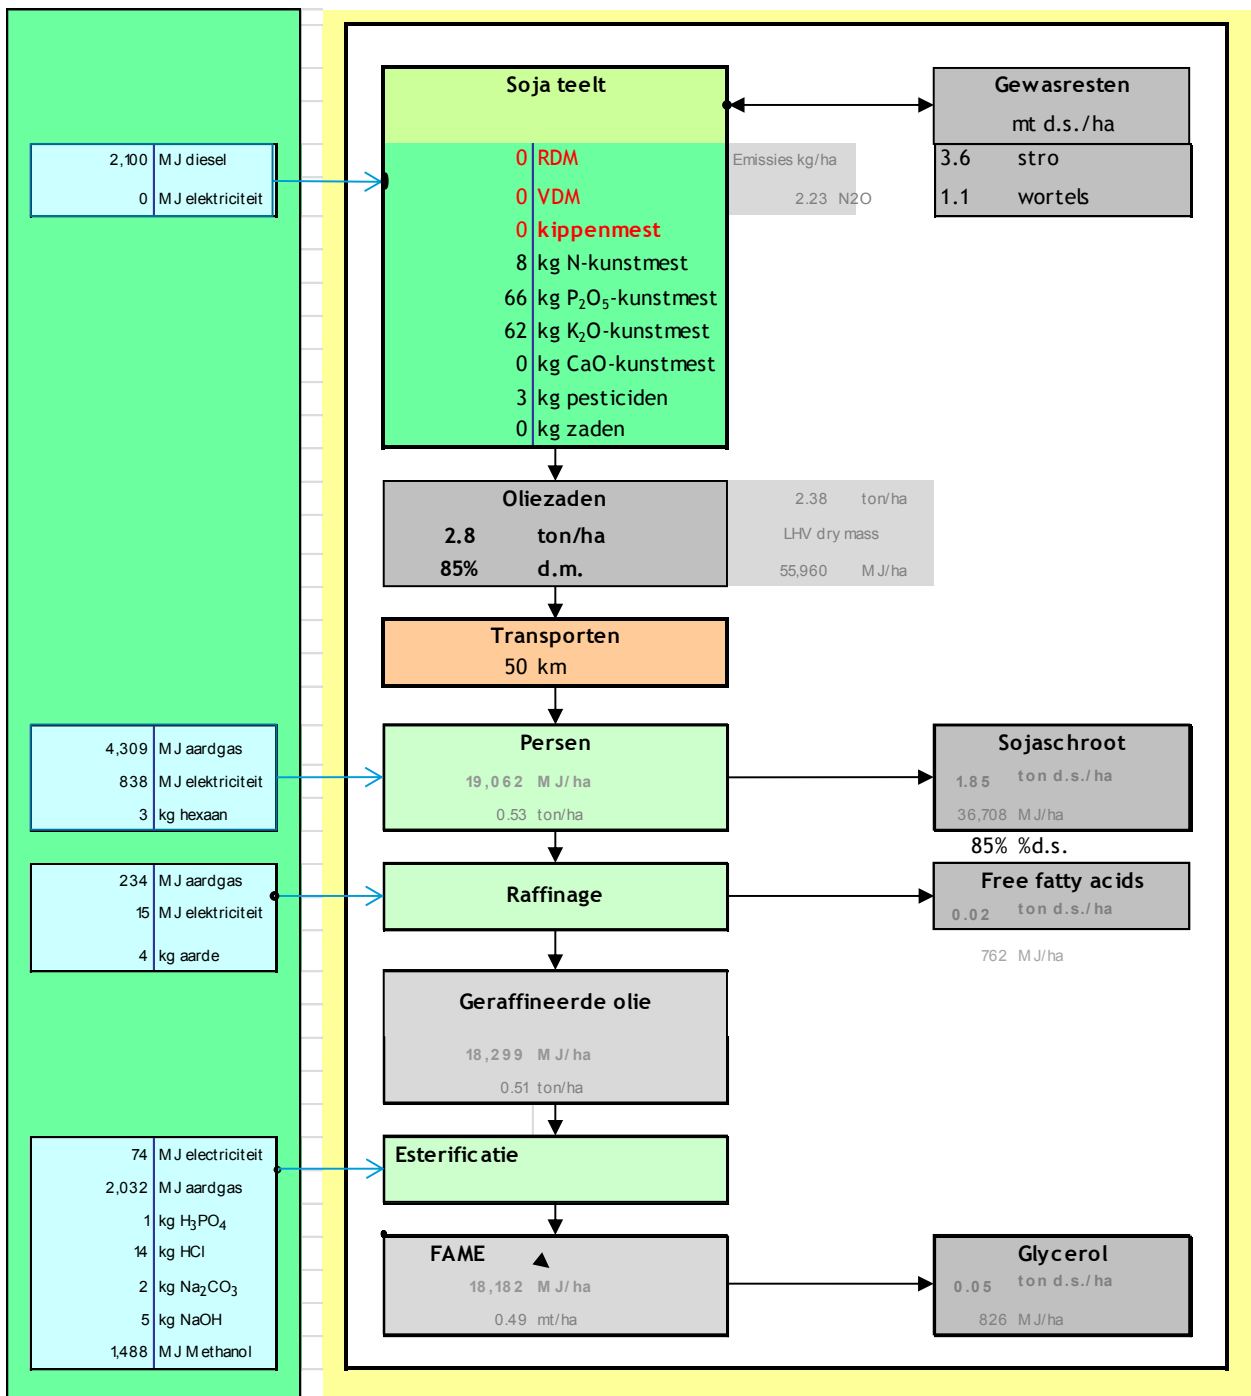 Soja teelt
Gewasresten
mt d.s./ha
2,100 MJ diesel
0 MJ elektriciteit
0 RDM
0 VDM
0 kippenmest
8 kg N-kunstmest
66 kg P₂O₅-kunstmest
62 kg K₂O-kunstmest
0 kg CaO-kunstmest
3 kg pesticiden
0 kg zaden
Emissies kg/ha
2.23 N2O
3.6 stro
1.1 wortels
Oliezaden
2.8 ton/ha
85% d.m.
2.38 ton/ha
LHV dry mass
55,960 MJ/ha
Transporten
50 km
4,309 MJ aardgas
838 MJ elektriciteit
3 kg hexaan
Persen
19,062 MJ/ha
0.53 ton/ha
Sojaschroot
1.85 ton d.s./ha
36,708 MJ/ha
85% %d.s.
234 MJ aardgas
15 MJ elektriciteit
4 kg aarde
Raffinage
Free fatty acids
0.02 ton d.s./ha
762 MJ/ha
Geraffineerde olie
18,299 MJ/ha
0.51 ton/ha
74 MJ electriciteit
2,032 MJ aardgas
1 kg H₃PO₄
14 kg HCl
2 kg Na₂CO₃
5 kg NaOH
1,488 MJ Methanol
Esterificatie
FAME
18,182 MJ/ha
0.49 mt/ha
Glycerol
0.05 ton d.s./ha
826 MJ/ha